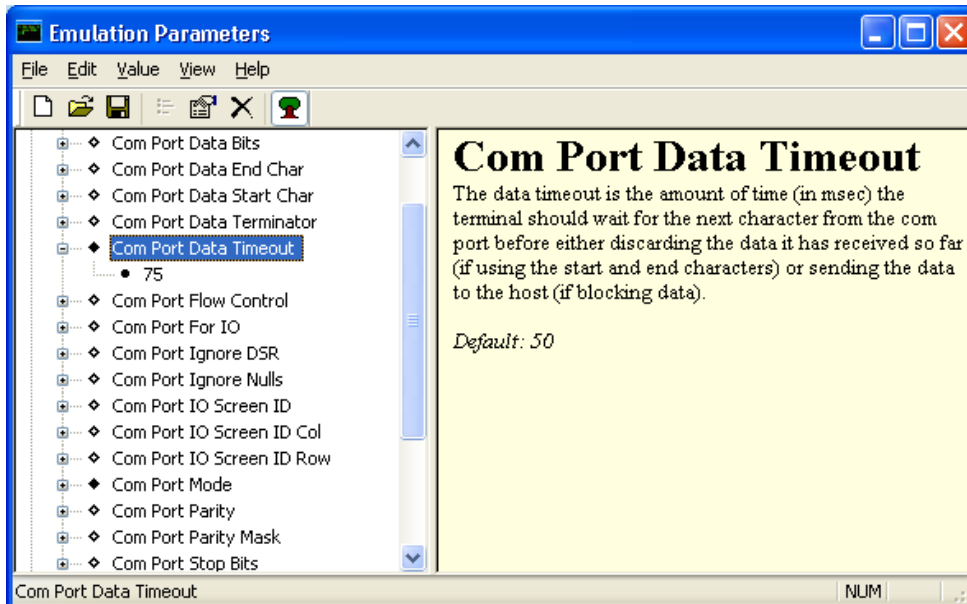 Emulation Parameters
File Edit Value View Help
Com Port Data Bits
Com Port Data End Char
Com Port Data Start Char
Com Port Data Terminator
Com Port Data Timeout
75
Com Port Flow Control
Com Port For IO
Com Port Ignore DSR
Com Port Ignore Nulls
Com Port IO Screen ID
Com Port IO Screen ID Col
Com Port IO Screen ID Row
Com Port Mode
Com Port Parity
Com Port Parity Mask
Com Port Stop Bits
Com Port Data Timeout
The data timeout is the amount of time (in msec) the
terminal should wait for the next character from the com
port before either discarding the data it has received so far
(if using the start and end characters) or sending the data
to the host (if blocking data).
Default: 50
Com Port Data Timeout
NUM